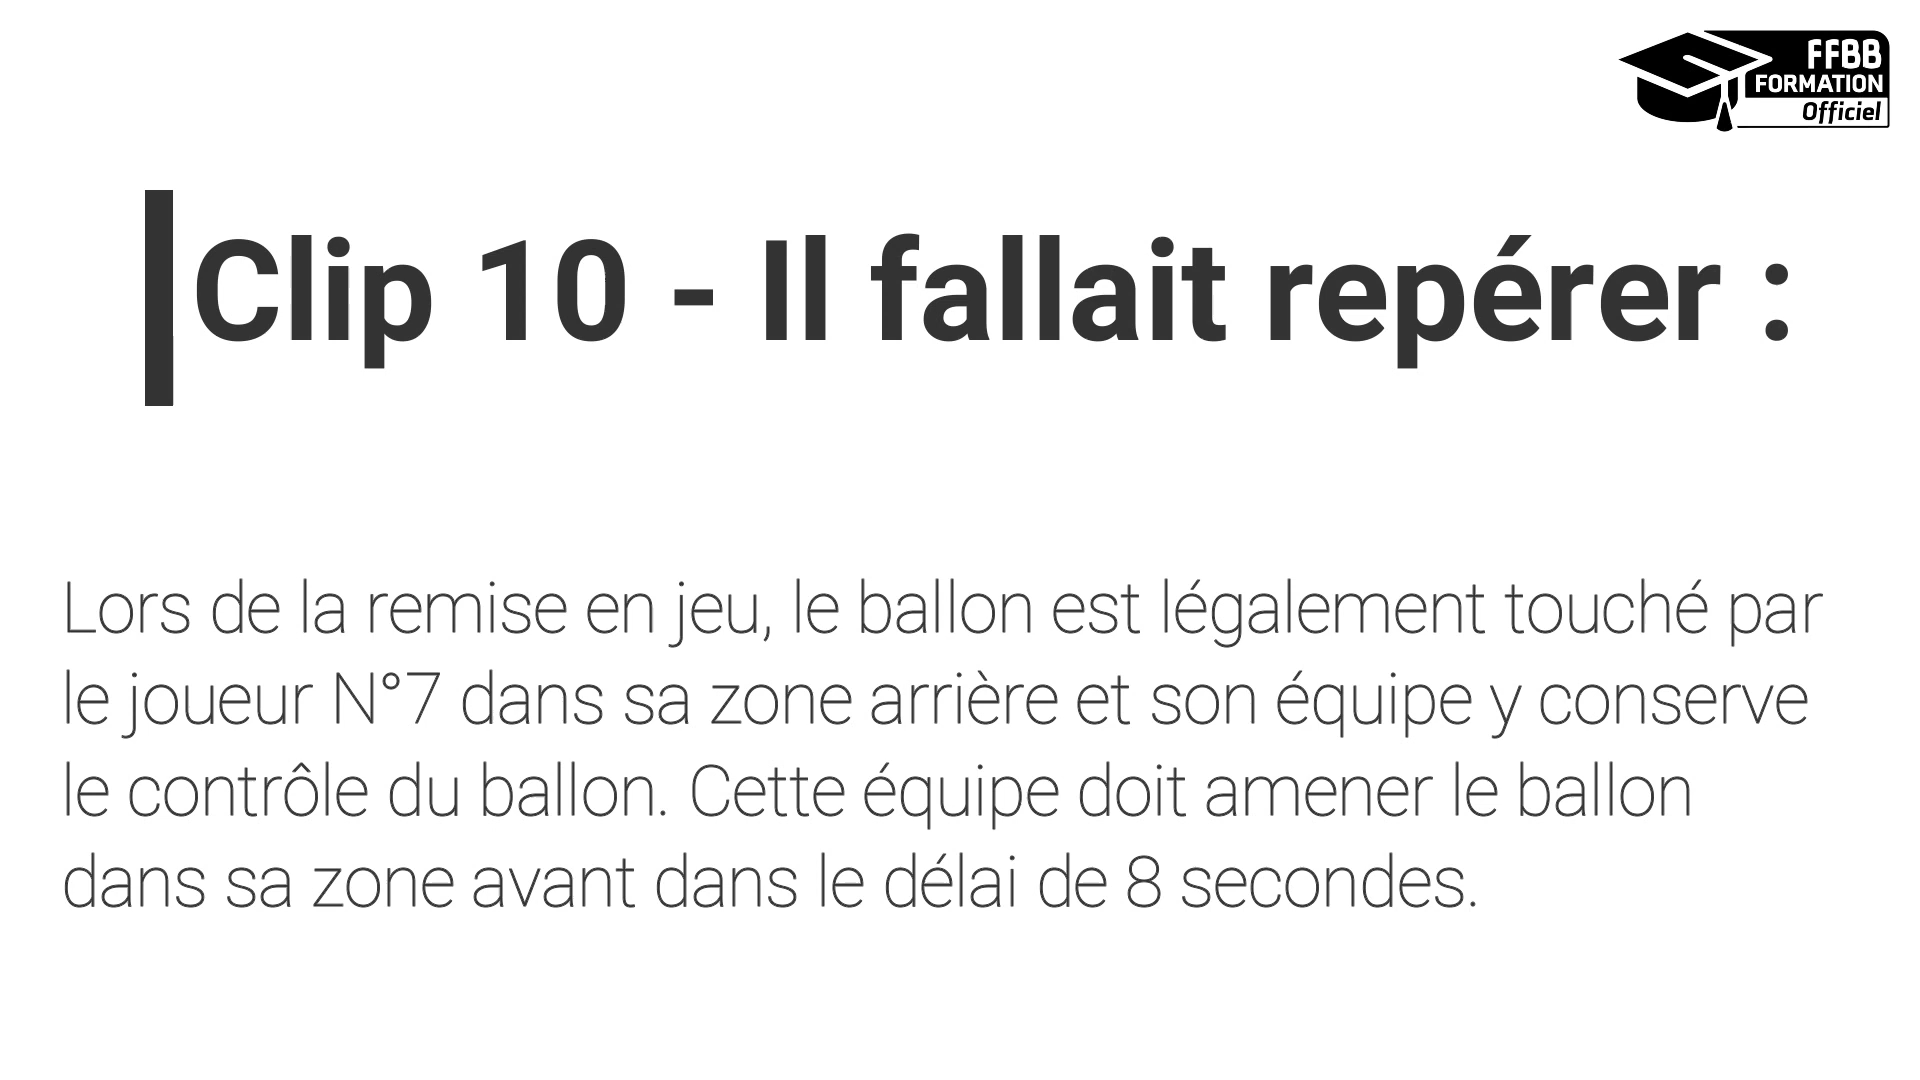 FFBB
FORMATION
Officiel
Clip 10 - Il fallait repérer :
Lors de la remise en jeu, le ballon est légalement touché par
le joueur N°7 dans sa zone arrière et son équipe y conserve
le contrôle du ballon. Cette équipe doit amener le ballon
dans sa zone avant dans le délai de 8 secondes.